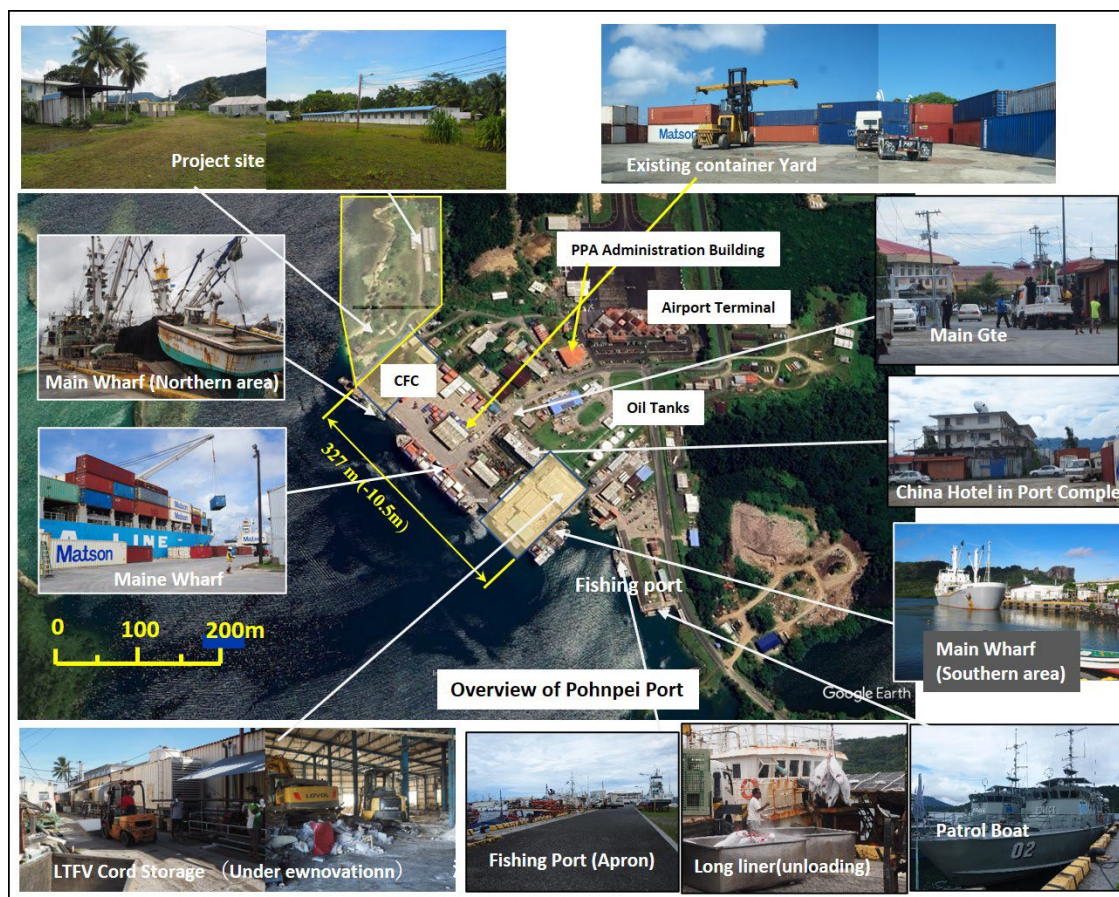 Project site
Matson
Existing container Yard
PPA Administration Building
Airport Terminal
Main Gte
Main Wharf (Northern area)
CFC
Oil Tanks
327 m (-10.5m)
China Hotel in Port Comple
Matson
Matson
LINE
Matson
Maine Wharf
Fishing port
0 100 200m
Main Wharf
(Southern area)
Overview of Pohnpei Port
Google Earth
LOVOL
LTFV Cord Storage （Under ewnovationn）
Fishing Port (Apron)
Long liner(unloading)
Patrol Boat
02